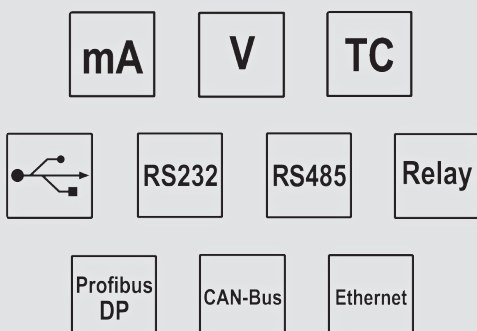 mA V TC
RS232 RS485 Relay
Profibus
DP
CAN-Bus Ethernet